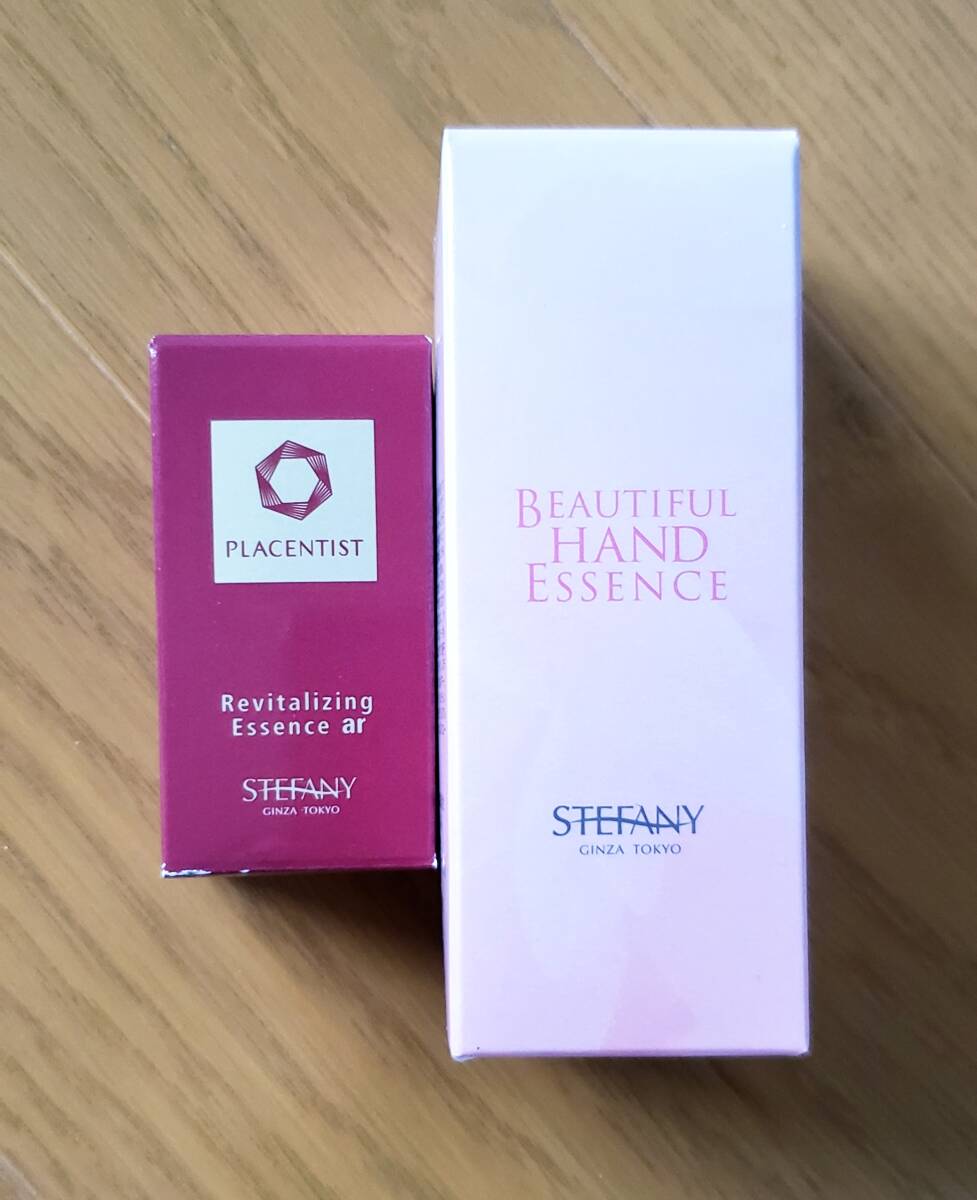 PLACENTIST
Revitalizing
Essence ar
STEFANY
GINZA TOKYO
BEAUTIFUL
HAND
ESSENCE
STEFANY
GINZA TOKYO